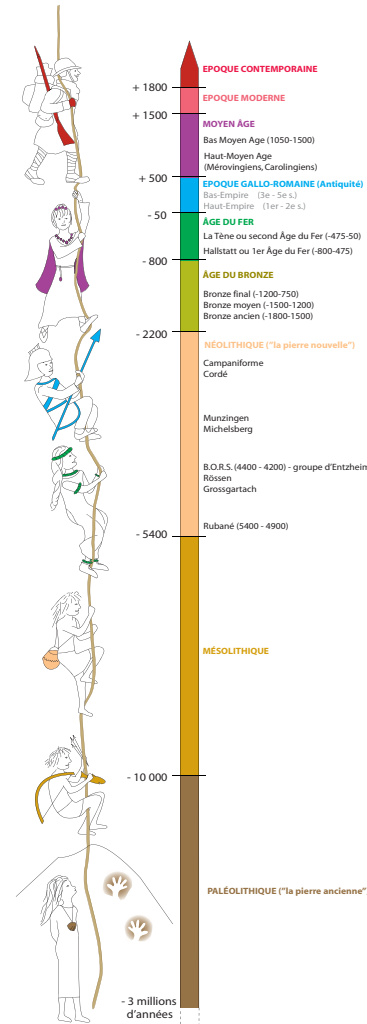 EPOQUE CONTEMPORAINE
+ 1800
EPOQUE MODERNE
+ 1500
MOYEN ÂGE
Bas Moyen Age (1050-1500)
Haut-Moyen Age
(Mérovingiens, Carolingiens)
+ 500
EPOQUE GALLO-ROMAINE (Antiquité)
Bas-Empire (3e - 5e s.)
Haut-Empire (1er - 2e s.)
- 50
ÂGE DU FER
La Tène ou second Âge du Fer (-475-50)
Hallstatt ou 1er Âge du Fer (-800-475)
- 800
ÂGE DU BRONZE
Bronze final (-1200-750)
Bronze moyen (-1500-1200)
Bronze ancien (-1800-1500)
- 2200
NÉOLITHIQUE ("la pierre nouvelle")
Campaniforme
Cordé
Munzingen
Michelsberg
B.O.R.S. (4400 - 4200) - groupe d'Entzheim
Rössen
Grossgartach
Rubané (5400 - 4900)
- 5400
MÉSOLITHIQUE
- 10 000
PALÉOLITHIQUE ("la pierre ancienne"
- 3 millions
d'années